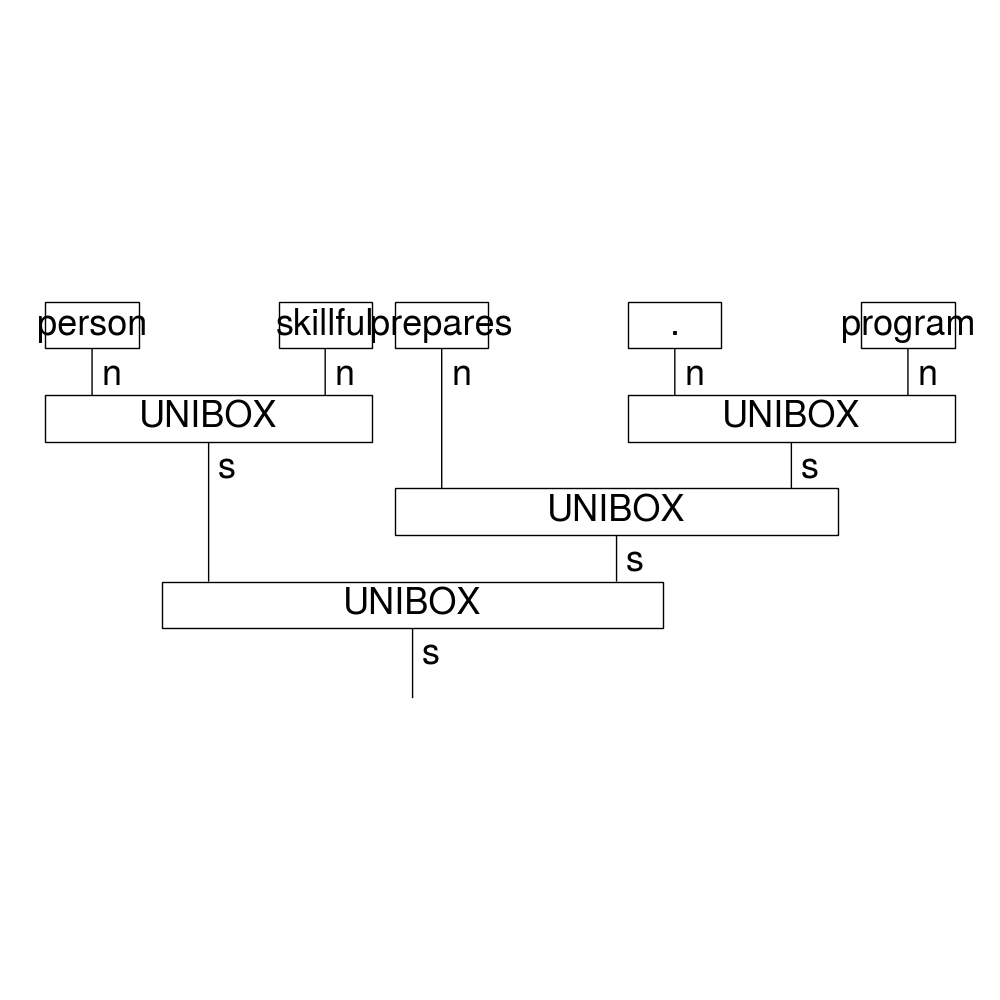 person skillful prepares . program
n n n n n
UNIBOX UNIBOX
s s
UNIBOX
s
UNIBOX
s